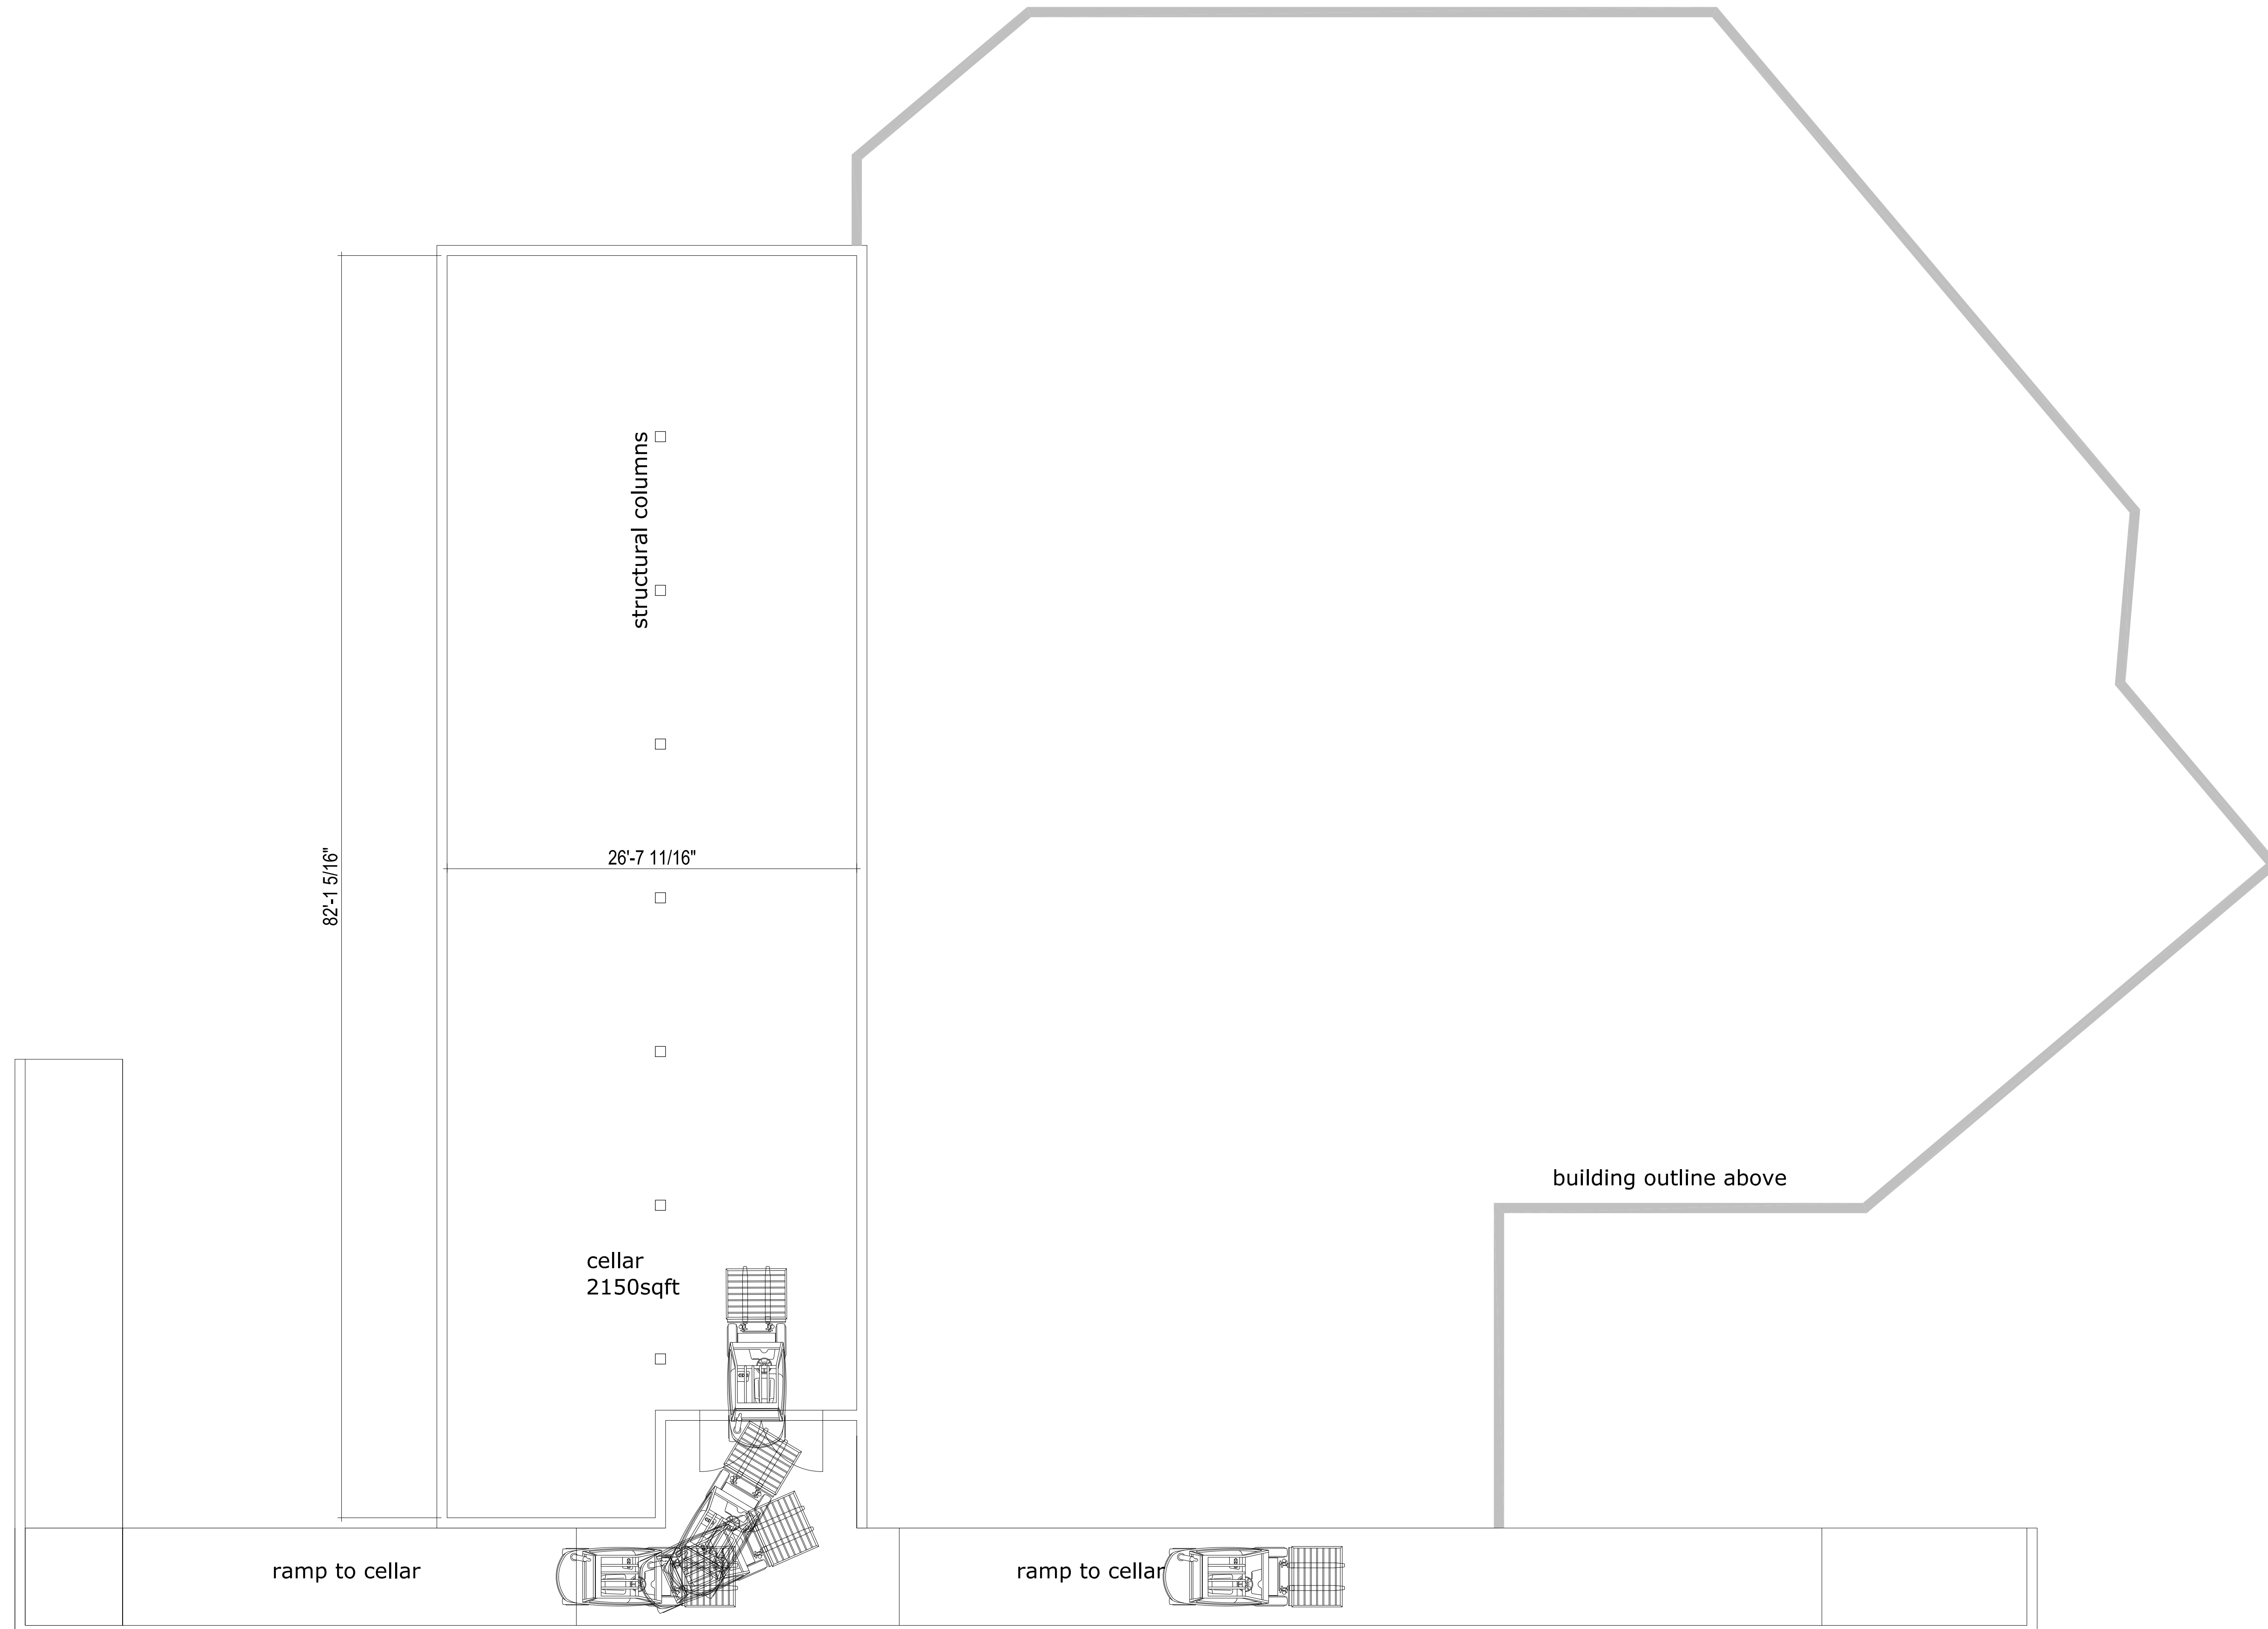 structural columns
26'-7 11/16"
82'-1 5/16"
building outline above
cellar
2150sqft
ramp to cellar
ramp to cellar